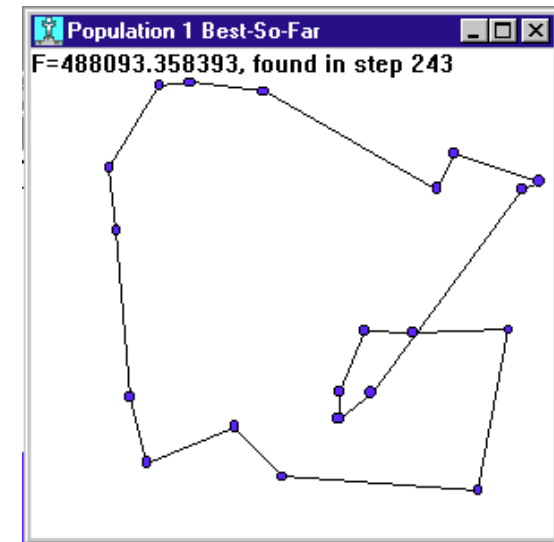 Population 1 Best-So-Far
F=488093.358393, found in step 243